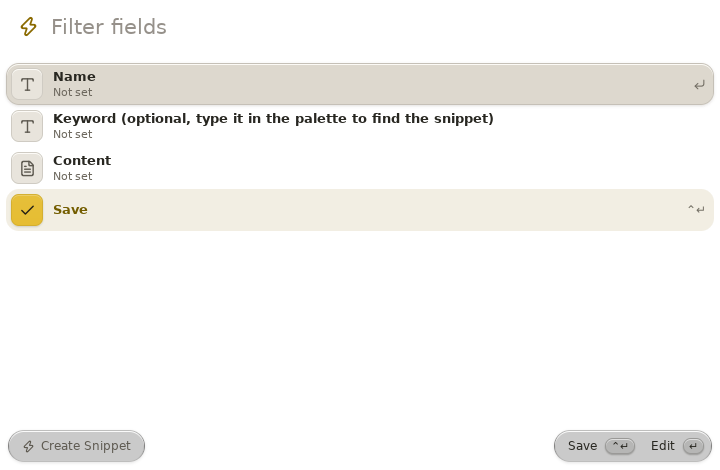 Filter fields
Name
Not set
Keyword (optional, type it in the palette to find the snippet)
Not set
Content
Not set
Save
⌃↵
Create Snippet
Save ⌃↵ Edit ↵